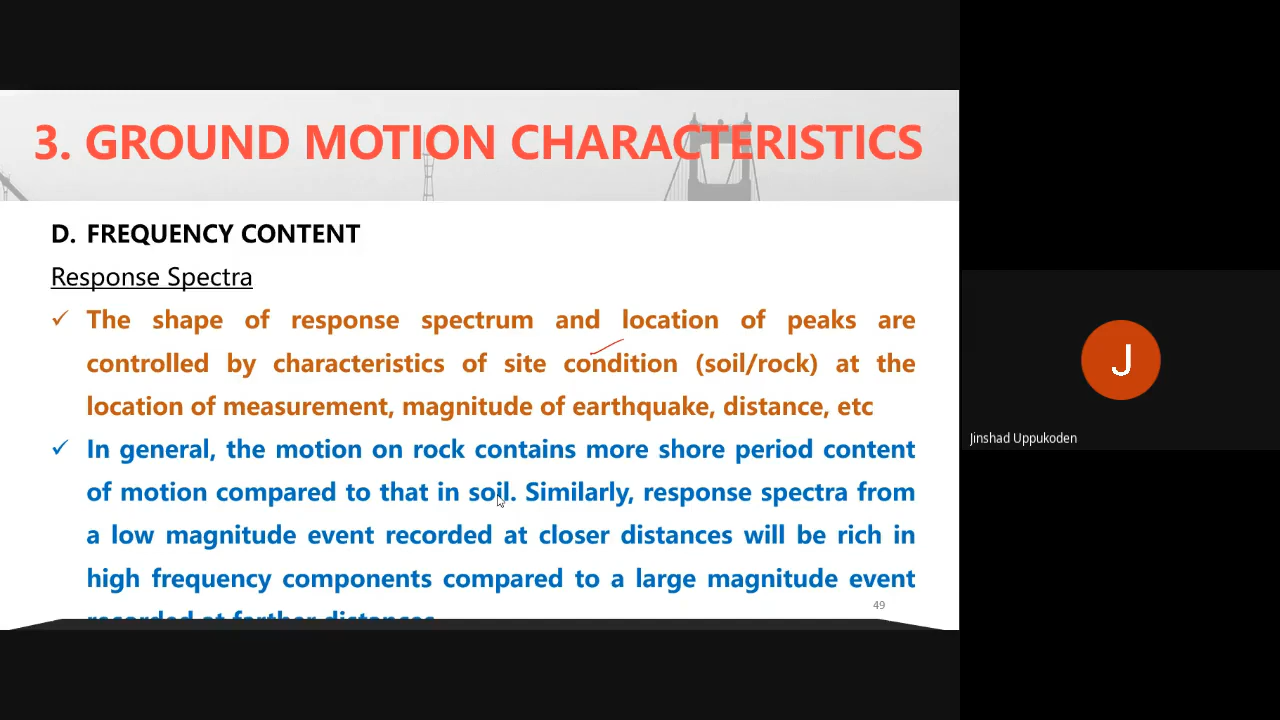 3. GROUND MOTION CHARACTERISTICS
D. FREQUENCY CONTENT
Response Spectra
✓ The shape of response spectrum and location of peaks are
controlled by characteristics of site condition (soil/rock) at the
location of measurement, magnitude of earthquake, distance, etc
✓ In general, the motion on rock contains more shore period content
of motion compared to that in soil. Similarly, response spectra from
a low magnitude event recorded at closer distances will be rich in
high frequency components compared to a large magnitude event
recorded at farther distances
49
J
Jinshad Uppukoden